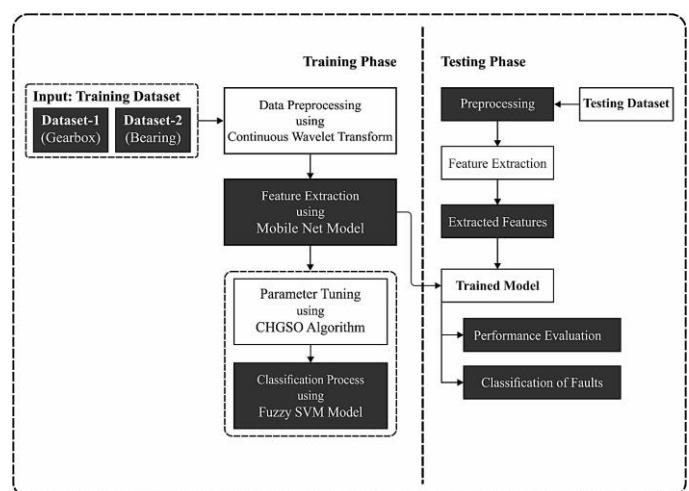 Training Phase
Input: Training Dataset
Dataset-1
(Gearbox)
Dataset-2
(Bearing)
Data Preprocessing
using
Continuous Wavelet Transform
Feature Extraction
using
Mobile Net Model
Parameter Tuning
using
CHGSO Algorithm
Classification Process
using
Fuzzy SVM Model
Testing Phase
Preprocessing
Testing Dataset
Feature Extraction
Extracted Features
Trained Model
Performance Evaluation
Classification of Faults